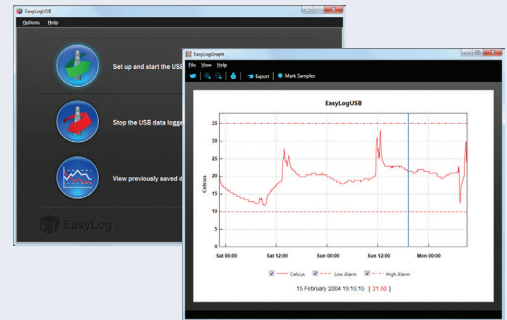 EasyLogUSB
Options Help
Set up and start the USB
Stop the USB data logge
View previously saved d
EasyLog
EasyLogGraph
File View Help
Export Mark Samples
EasyLogUSB
Celsius
35
30
25
20
15
10
5
0
Sat 00:00 Sat 12:00 Sun 00:00 Sun 12:00 Mon 00:00
Celsius Low Alarm High Alarm
15 February 2004 19:15:15 [ 21.50 ]